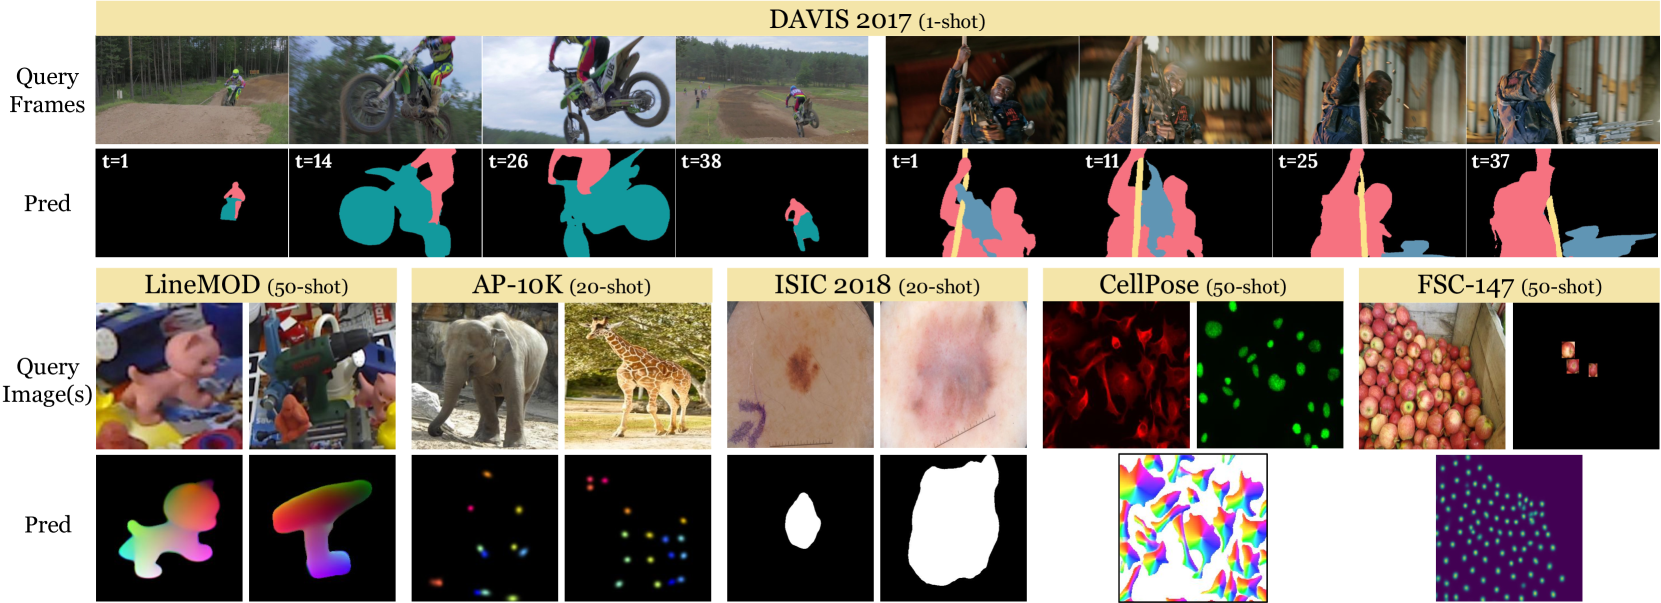 DAVIS 2017 (1-shot)
Query
Frames
Pred
t=1
t=14
t=26
t=38
t=1
t=11
t=25
t=37
LineMOD (50-shot)
AP-10K (20-shot)
ISIC 2018 (20-shot)
CellPose (50-shot)
FSC-147 (50-shot)
Query
Image(s)
Pred